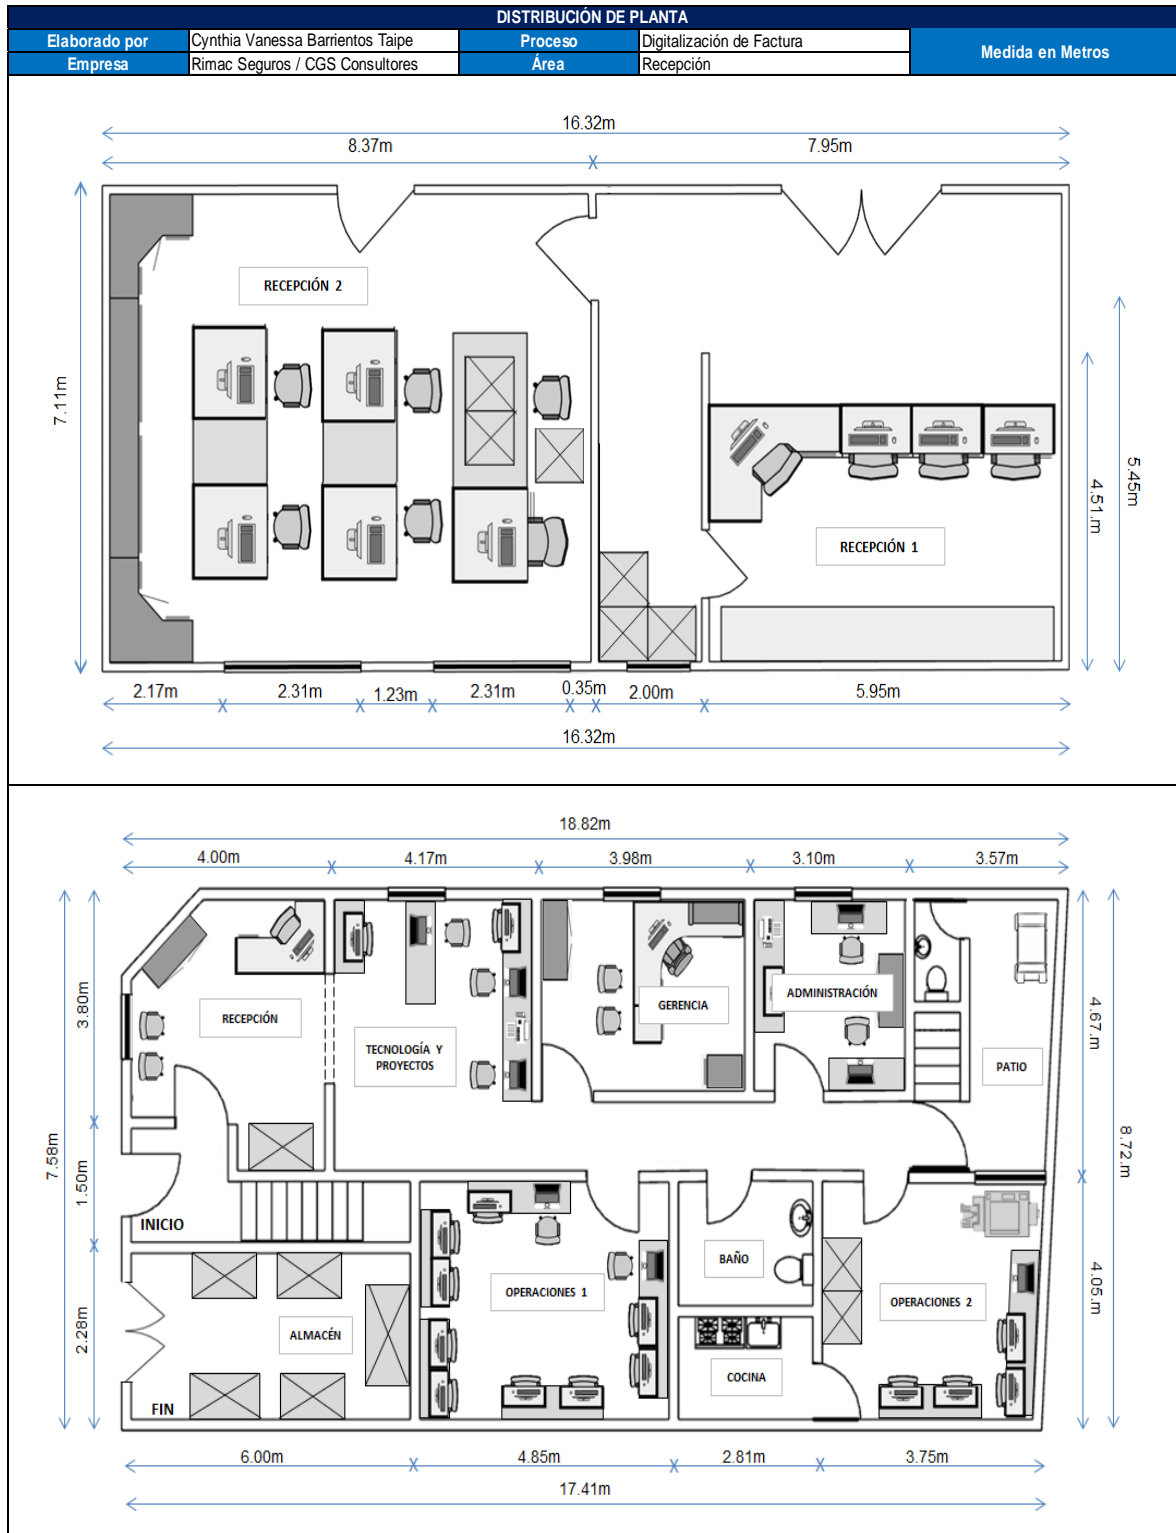 DISTRIBUCIÓN DE PLANTA
Elaborado por Cynthia Vanessa Barrientos Taipe Proceso Digitalización de Factura Medida en Metros
Empresa Rimac Seguros / CGS Consultores Área Recepción
16.32m
8.37m 7.95m
RECEPCIÓN 2
7.11m
5.45m
4.51.m
RECEPCIÓN 1
2.17m 2.31m 1.23m 2.31m 0.35m 2.00m 5.95m
16.32m
18.82m
4.00m 4.17m 3.98m 3.10m 3.57m
3.80m
RECEPCIÓN
TECNOLOGÍA Y
PROYECTOS
GERENCIA
ADMINISTRACIÓN
PATIO
4.67.m
7.58m
8.72.m
1.50m
INICIO
2.28m
ALMACÉN
FIN
OPERACIONES 1
BAÑO
COCINA
OPERACIONES 2
4.05.m
6.00m 4.85m 2.81m 3.75m
17.41m